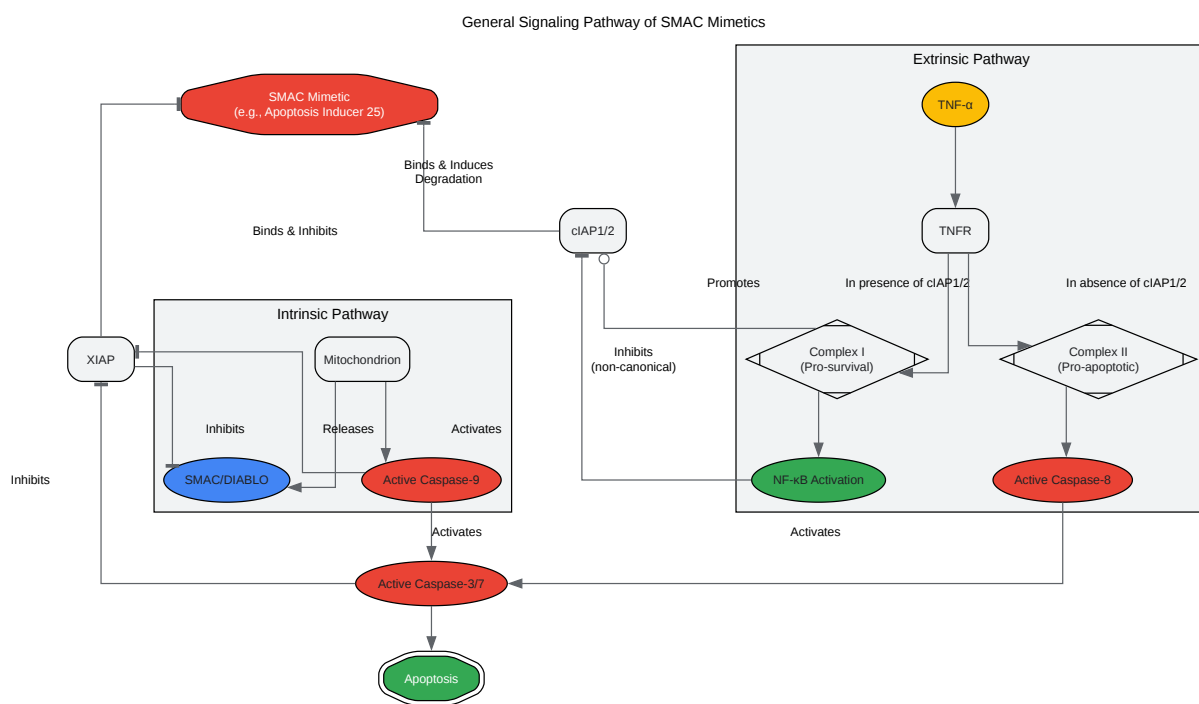 General Signaling Pathway of SMAC Mimetics
Extrinsic Pathway
SMAC Mimetic
(e.g., Apoptosis Inducer 25)
TNF-α
Binds & Induces
Degradation
Binds & Inhibits
cIAP1/2
TNFR
Promotes
In presence of cIAP1/2
In absence of cIAP1/2
Intrinsic Pathway
XIAP
Mitochondrion
Inhibits
(non-canonical)
Complex I
(Pro-survival)
Complex II
(Pro-apoptotic)
Inhibits
Releases
Activates
Inhibits
SMAC/DIABLO
Active Caspase-9
NF-κB Activation
Active Caspase-8
Activates
Activates
Active Caspase-3/7
Apoptosis